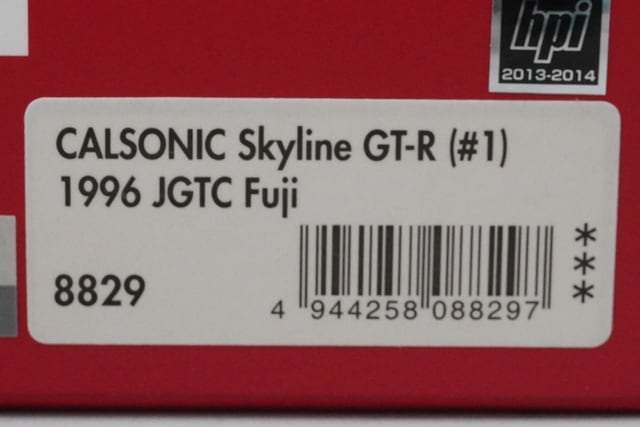 hpi
2013-2014
CALSONIC Skyline GT-R (#1)
1996 JGTC Fuji
8829
4 944258 088297
***